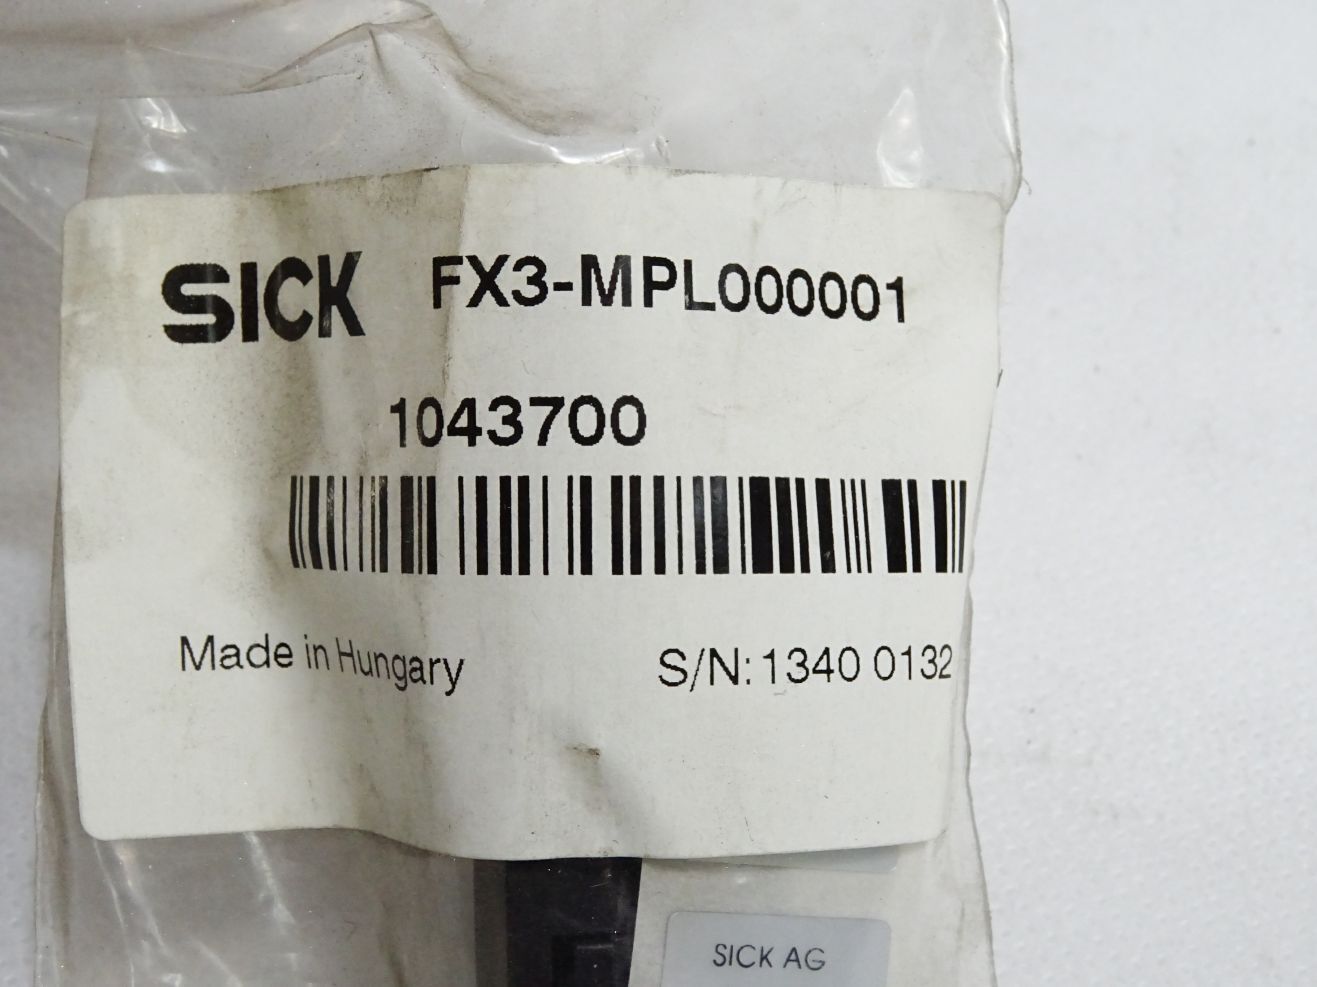 SICK FX3-MPL000001
1043700
Made in Hungary S/N: 1340 0132
SICK AG